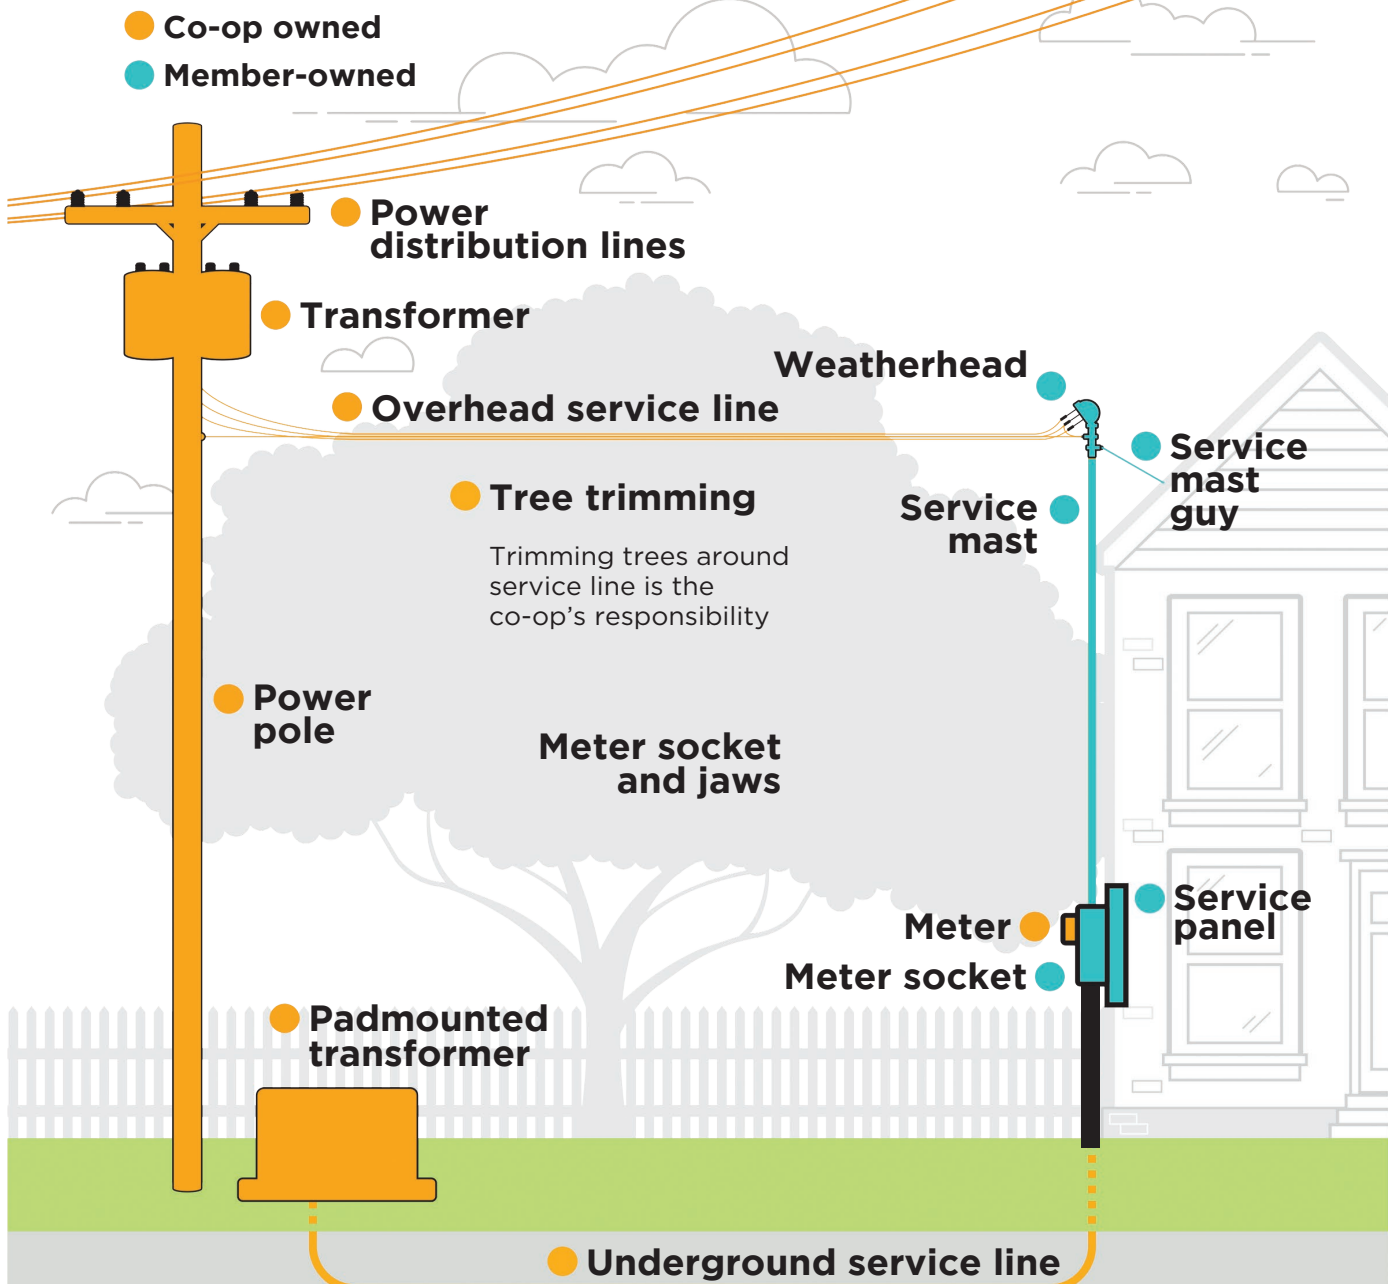 Co-op owned
Member-owned
Power
distribution lines
Transformer
Weatherhead
Overhead service line
Service
mast
guy
Tree trimming
Service
mast
Trimming trees around
service line is the
co-op’s responsibility
Power
pole
Meter socket
and jaws
Service
panel
Meter
Meter socket
Padmounted
transformer
Underground service line